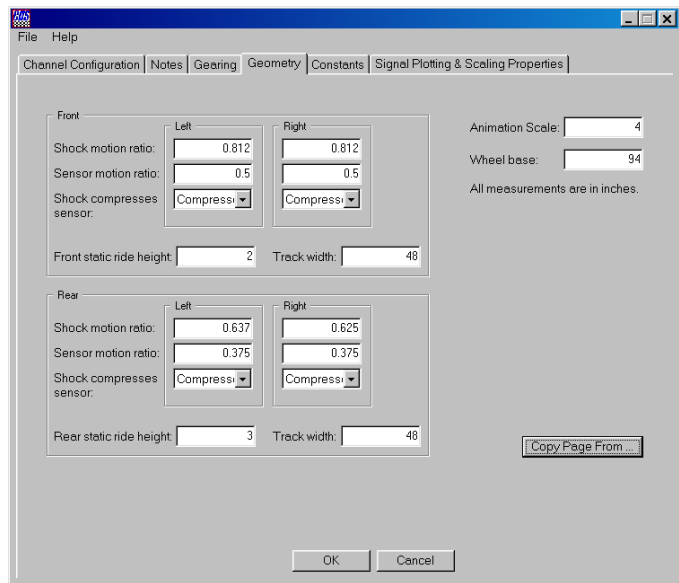 File Help
Channel Configuration Notes Gearing Geometry Constants Signal Plotting & Scaling Properties
Front
Left Right
Shock motion ratio: 0.812 0.812
Sensor motion ratio: 0.5 0.5
Shock compresses sensor: Compress Compress
Front static ride height: 2 Track width: 48
Animation Scale: 4
Wheel base: 94
All measurements are in inches.
Rear
Left Right
Shock motion ratio: 0.637 0.625
Sensor motion ratio: 0.375 0.375
Shock compresses sensor: Compress Compress
Rear static ride height: 3 Track width: 48
Copy Page From ...
OK Cancel